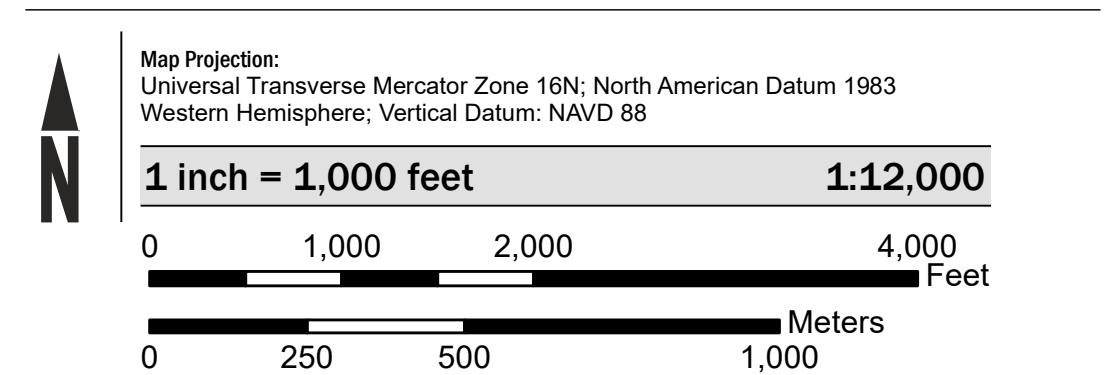 Map Projection:
Universal Transverse Mercator Zone 16N; North American Datum 1983
Western Hemisphere; Vertical Datum: NAVD 88
N
1 inch = 1,000 feet 1:12,000
0 1,000 2,000 4,000
Feet
Meters
0 250 500 1,000